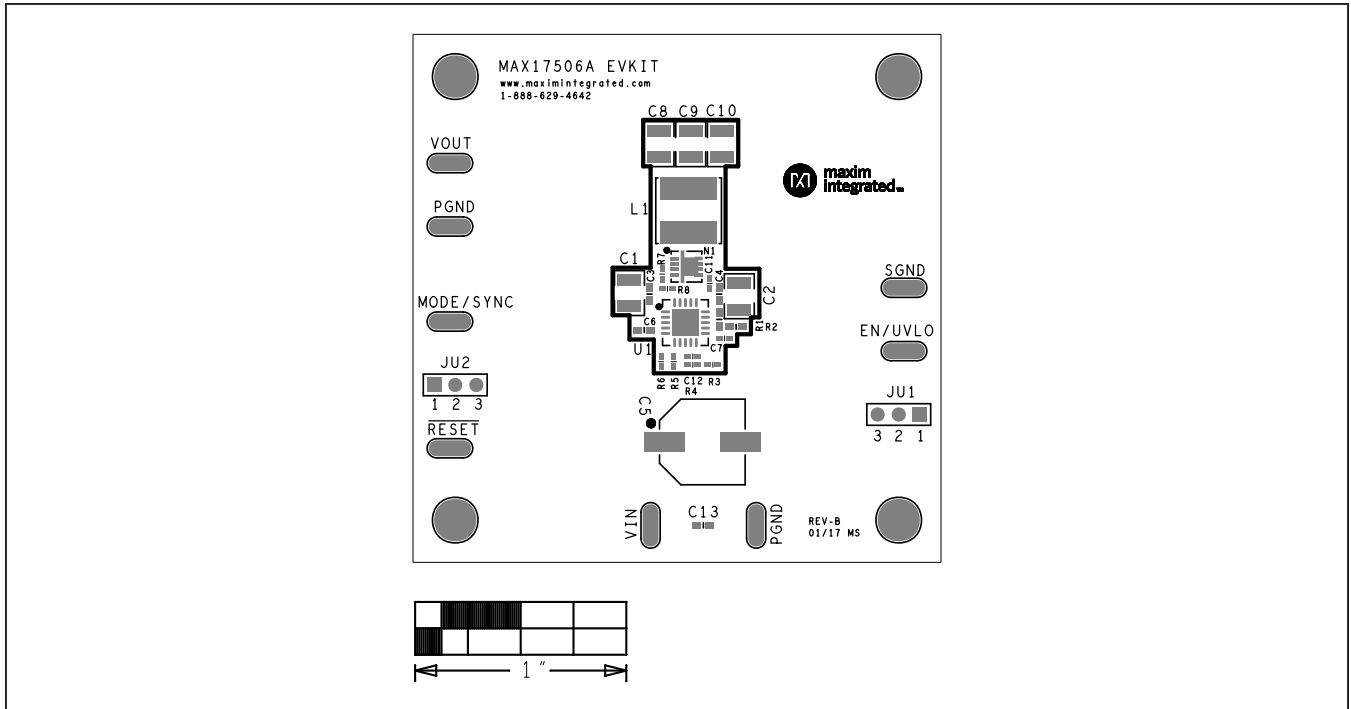 MAX17506A EVKIT
www.maximintegrated.com
1-888-629-4642
C8 C9 C10
VOUT
maxim
integrated™
PGND
L1
N1
R7
C11
C1
C3
C4
SGND
R8
C2
MODE/SYNC
C6
R1
R2
EN/UVLO
U1
C7
JU2
1 2 3
R6
R5
C12
R3
R4
JU1
3 2 1
C5
RESET
VIN
C13
PGND
REV-B
01/17 MS
1 "